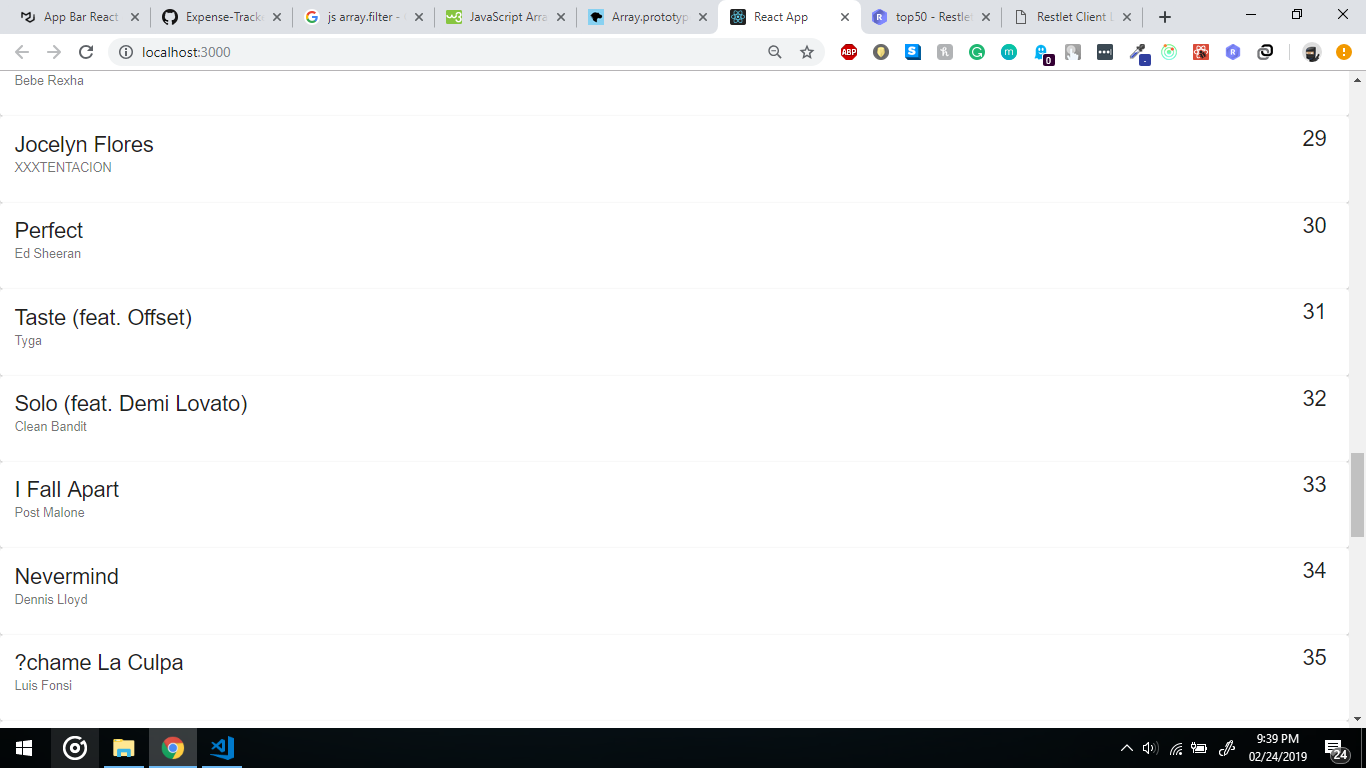 App Bar React
Expense-Track
js array.filter -
JavaScript Arra
Array.prototyp
React App
top50 - Restlet
Restlet Client L
localhost:3000
ABP
0
Bebe Rexha
Jocelyn Flores
29
XXXTENTACION
Perfect
30
Ed Sheeran
Taste (feat. Offset)
31
Tyga
Solo (feat. Demi Lovato)
32
Clean Bandit
I Fall Apart
33
Post Malone
Nevermind
34
Dennis Lloyd
?chame La Culpa
35
Luis Fonsi
9:39 PM
02/24/2019
24